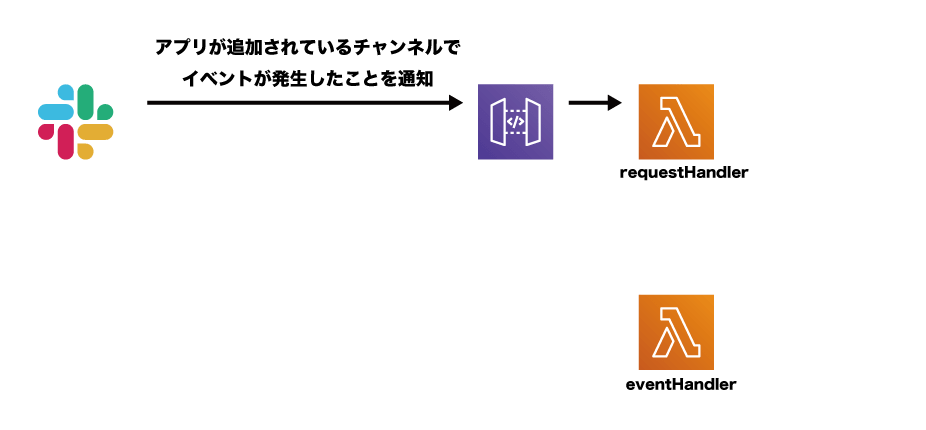 アプリが追加されているチャンネルで
イベントが発生したことを通知
</>
requestHandler
eventHandler